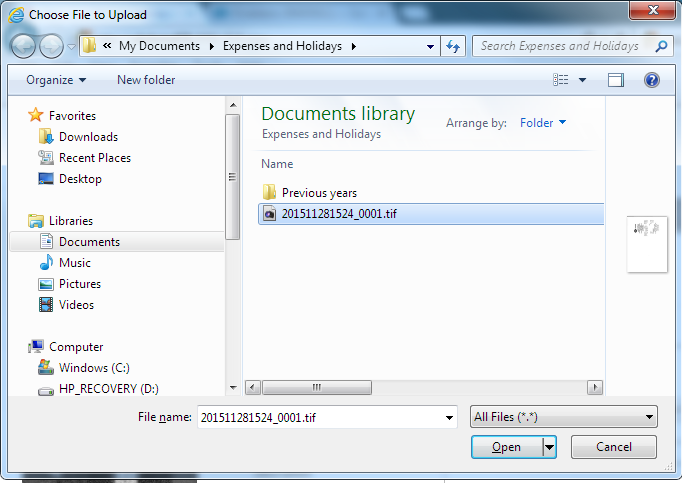 Choose File to Upload
« My Documents Expenses and Holidays
Search Expenses and Holidays
Organize
New folder
Favorites
Downloads
Recent Places
Desktop
Libraries
Documents
Music
Pictures
Videos
Computer
Windows (C:)
HP_RECOVERY (D:)
Documents library
Expenses and Holidays
Arrange by: Folder
Name
Previous years
201511281524_0001.tif
File name: 201511281524_0001.tif
All Files (*.*)
Open
Cancel